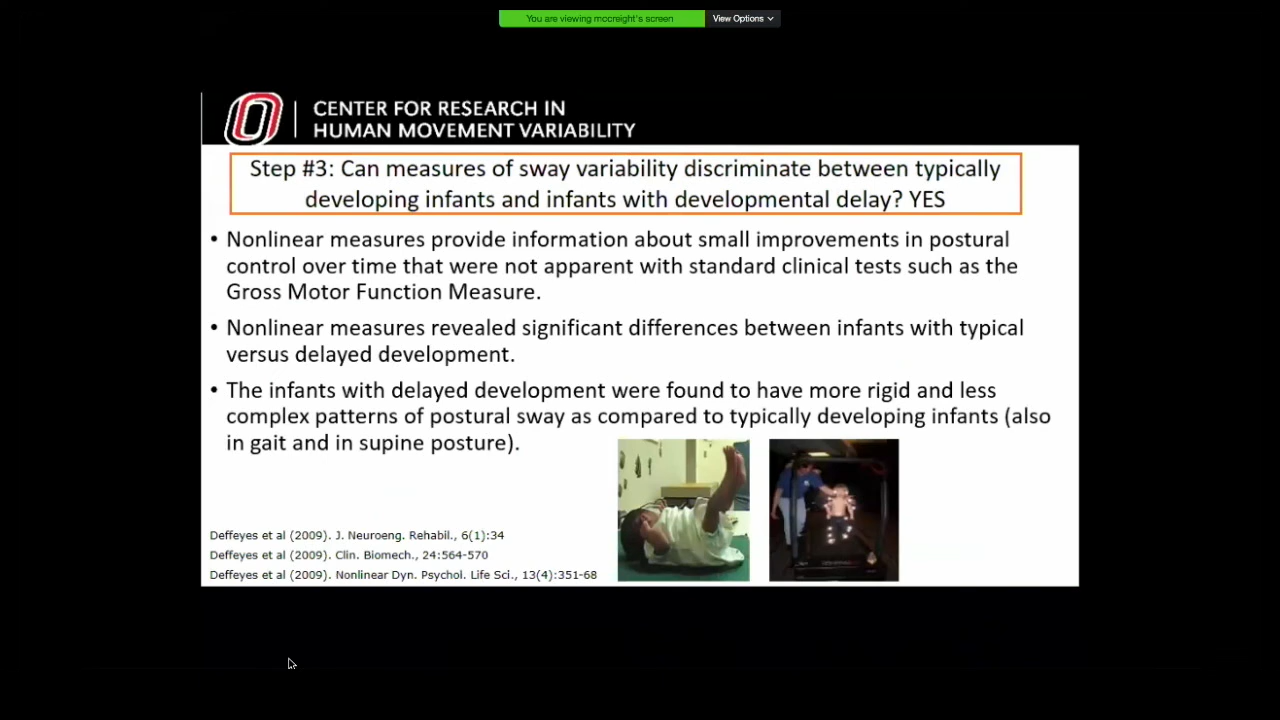 You are viewing mccreight's screen
View Options
CENTER FOR RESEARCH IN
HUMAN MOVEMENT VARIABILITY
Step #3: Can measures of sway variability discriminate between typically
developing infants and infants with developmental delay? YES
• Nonlinear measures provide information about small improvements in postural
control over time that were not apparent with standard clinical tests such as the
Gross Motor Function Measure.
• Nonlinear measures revealed significant differences between infants with typical
versus delayed development.
• The infants with delayed development were found to have more rigid and less
complex patterns of postural sway as compared to typically developing infants (also
in gait and in supine posture).
Deffeyes et al (2009). J. Neuroeng. Rehabil., 6(1):34
Deffeyes et al (2009). Clin. Biomech., 24:564-570
Deffeyes et al (2009). Nonlinear Dyn. Psychol. Life Sci., 13(4):351-68